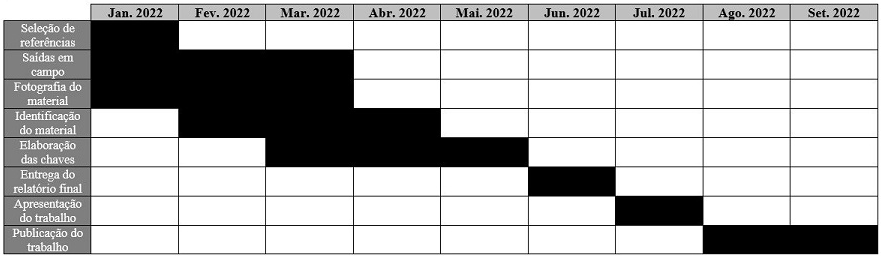 Jan. 2022 Fev. 2022 Mar. 2022 Abr. 2022 Mai. 2022 Jun. 2022 Jul. 2022 Ago. 2022 Set. 2022
Seleção de
referências
Saídas em
campo
Fotografia do
material
Identificação
do material
Elaboração
das chaves
Entrega do
relatório final
Apresentação
do trabalho
Publicação do
trabalho